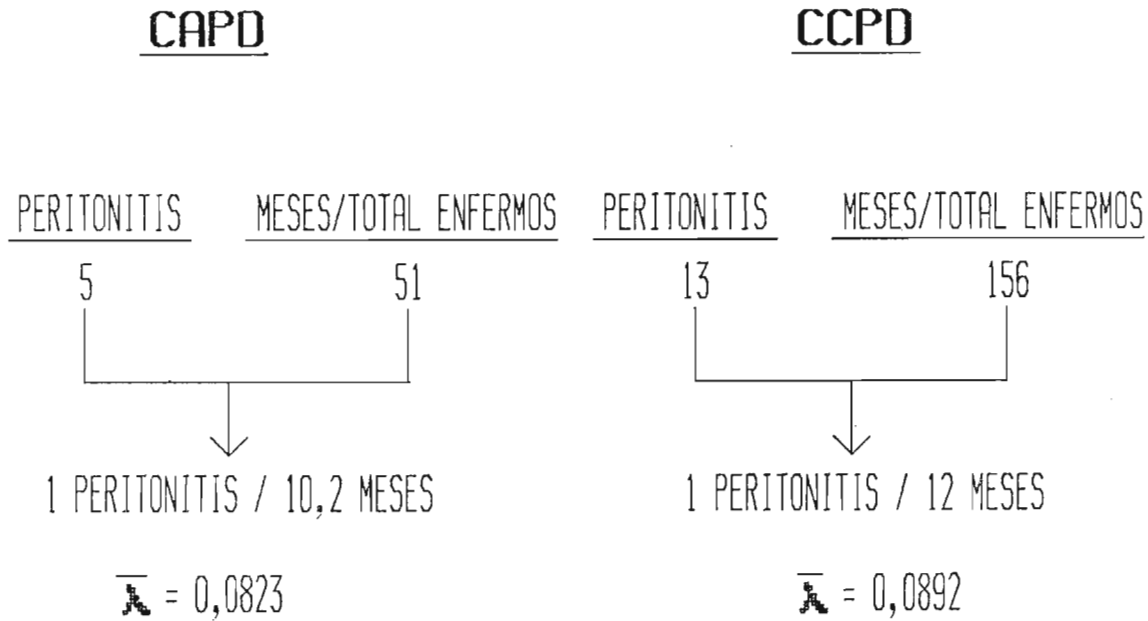 CAPD
PERITONITIS MESES/TOTAL ENFERMOS
5 51
1 PERITONITIS / 10,2 MESES
λ̅ = 0,0823
CCPD
PERITONITIS MESES/TOTAL ENFERMOS
13 156
1 PERITONITIS / 12 MESES
λ̅ = 0,0892